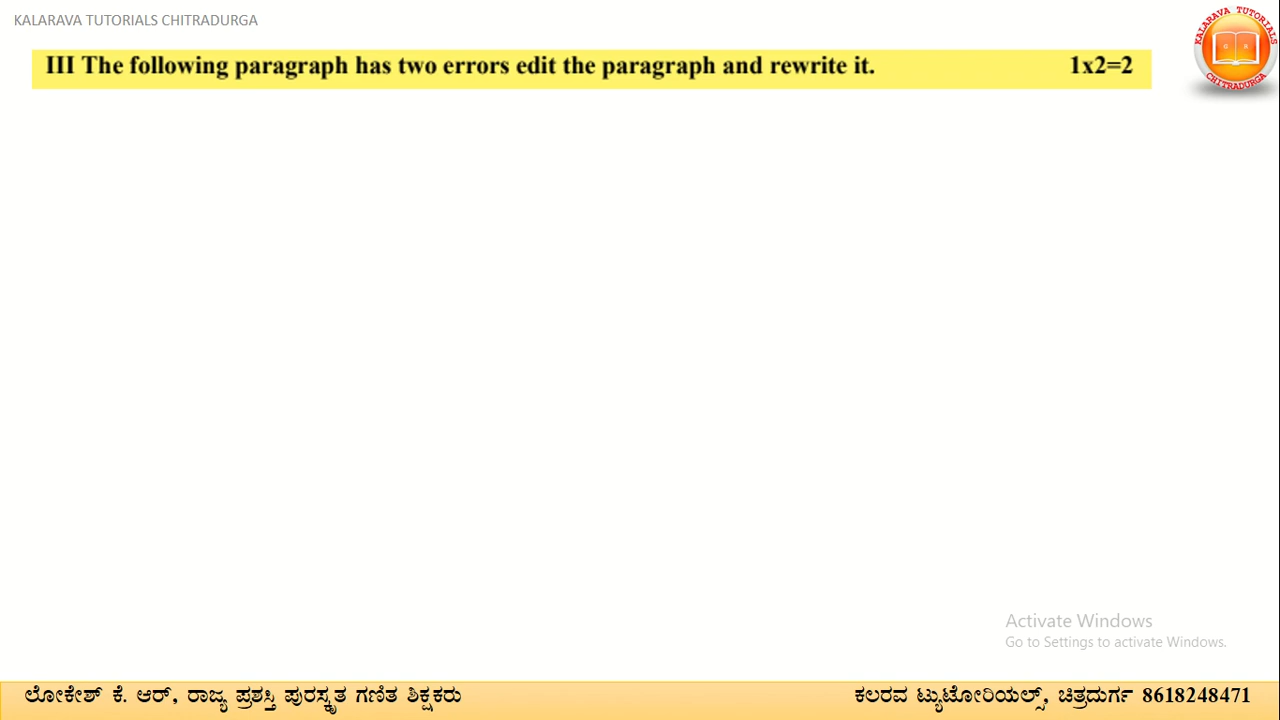 KALARAVA TUTORIALS CHITRADURGA
KALARAVA TUTORIALS
CHITRADURGA
III The following paragraph has two errors edit the paragraph and rewrite it. 1x2=2
Activate Windows
Go to Settings to activate Windows.
ಲೋಕೇಶ್ ಕೆ. ಆರ್, ರಾಜ್ಯ ಪ್ರಶಸ್ತಿ ಪುರಸ್ಕೃತ ಗಣಿತ ಶಿಕ್ಷಕರು ಕಲರವ ಟ್ಯುಟೋರಿಯಲ್ಸ್, ಚಿತ್ರದುರ್ಗ 8618248471